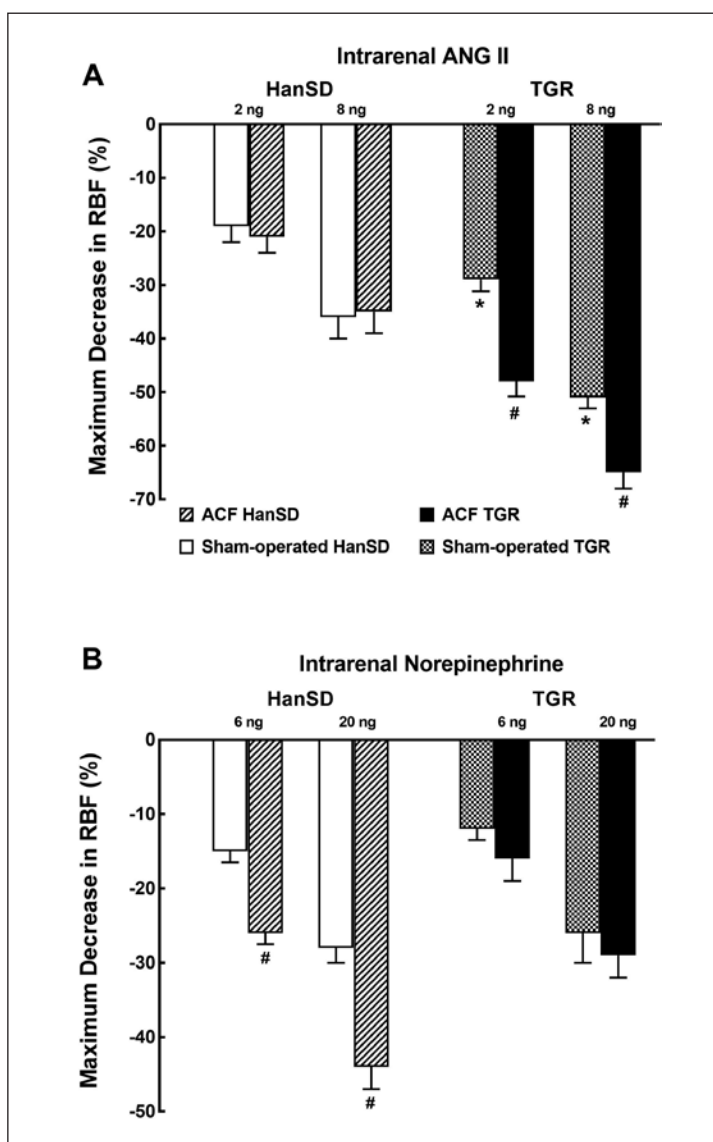 A
Intrarenal ANG II
HanSD
TGR
2 ng
8 ng
2 ng
8 ng
Maximum Decrease in RBF (%)
0
-10
-20
-30
-40
-50
-60
-70
*
#
*
#
ACF HanSD
ACF TGR
Sham-operated HanSD
Sham-operated TGR
B
Intrarenal Norepinephrine
HanSD
TGR
6 ng
20 ng
6 ng
20 ng
Maximum Decrease in RBF (%)
0
-10
-20
-30
-40
-50
#
#